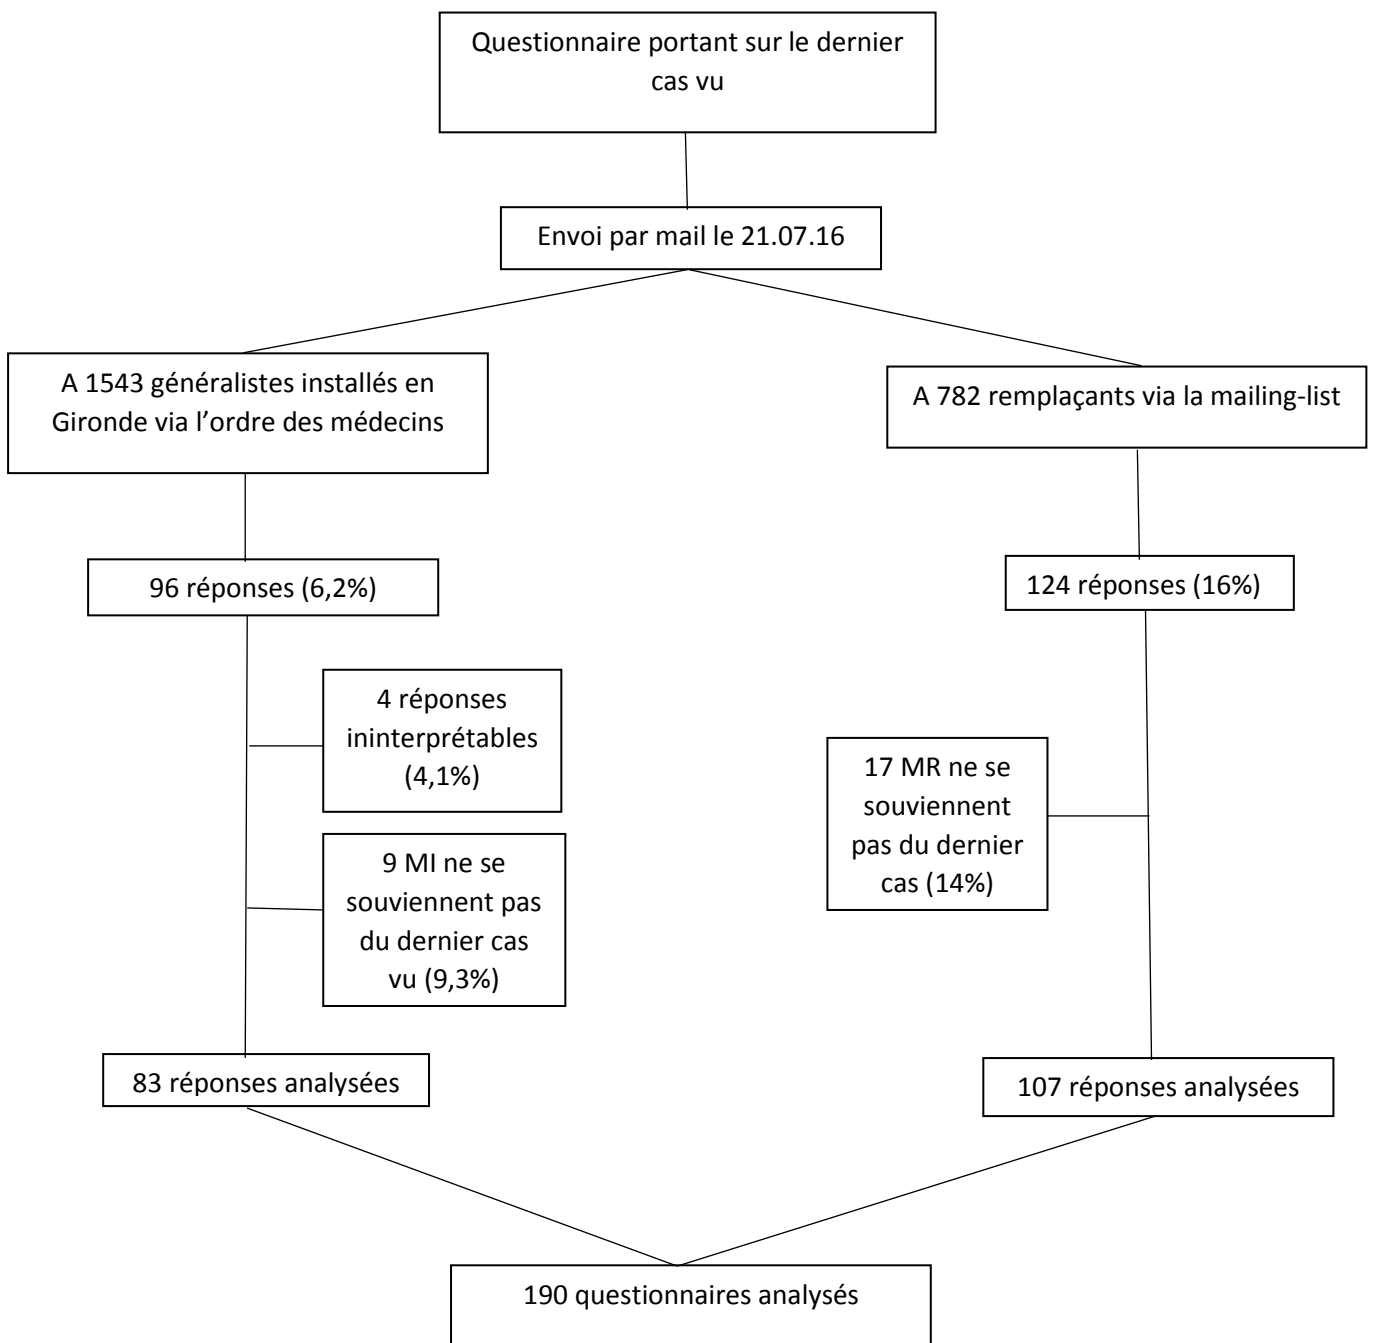 Questionnaire portant sur le dernier
cas vu
Envoi par mail le 21.07.16
A 1543 généralistes installés en
Gironde via l’ordre des médecins
A 782 remplaçants via la mailing-list
96 réponses (6,2%)
124 réponses (16%)
4 réponses
ininterprétables
(4,1%)
17 MR ne se
souviennent
pas du dernier
cas (14%)
9 MI ne se
souviennent pas
du dernier cas
vu (9,3%)
83 réponses analysées
107 réponses analysées
190 questionnaires analysés